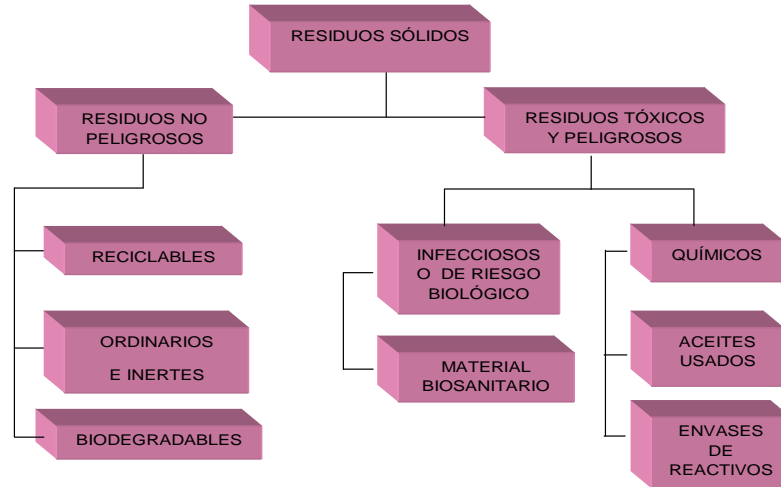 RESIDUOS SÓLIDOS
RESIDUOS NO
PELIGROSOS
RESIDUOS TÓXICOS
Y PELIGROSOS
RECICLABLES
ORDINARIOS
E INERTES
BIODEGRADABLES
INFECCIOSOS
O DE RIESGO
BIOLÓGICO
MATERIAL
BIOSANITARIO
QUÍMICOS
ACEITES
USADOS
ENVASES
DE
REACTIVOS